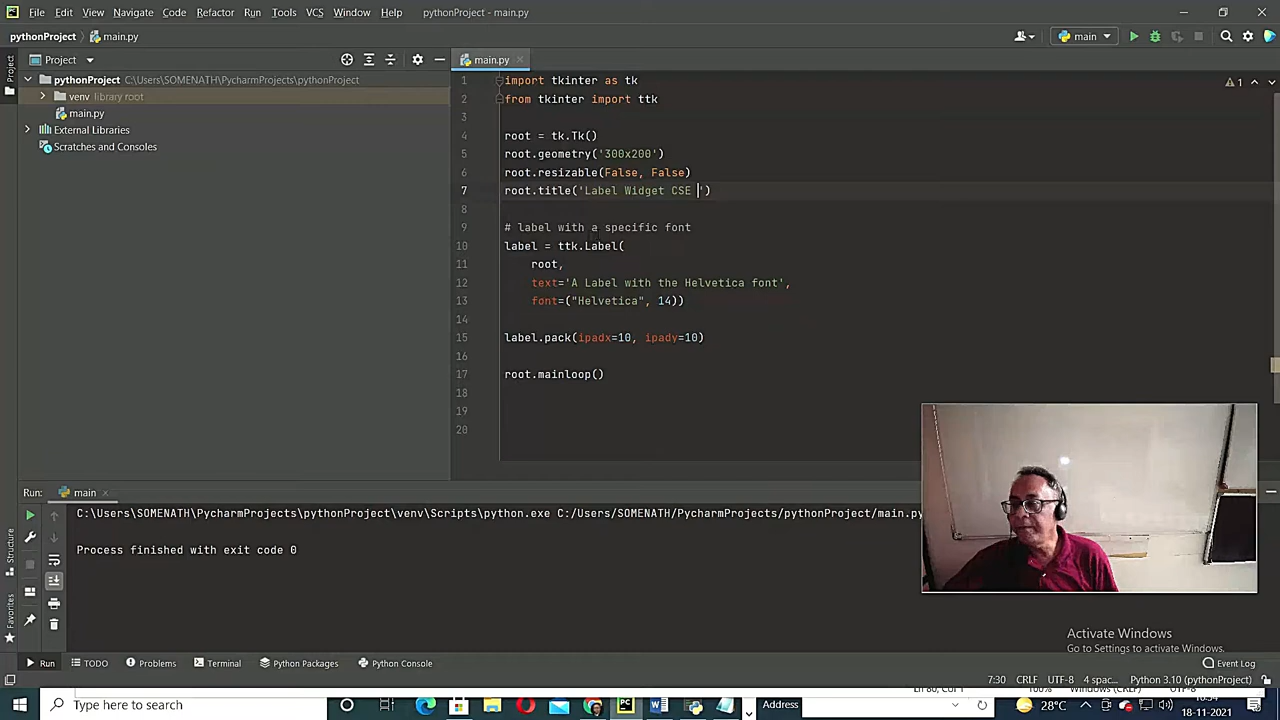 File Edit View Navigate Code Refactor Run Tools VCS Window Help pythonProject - main.py
pythonProject main.py main
Project main.py
Project
pythonProject C:\Users\SOMENATH\PycharmProjects\pythonProject
venv library root
main.py
External Libraries
Scratches and Consoles
1 import tkinter as tk
2 from tkinter import ttk
3
4 root = tk.Tk()
5 root.geometry('300x200')
6 root.resizable(False, False)
7 root.title('Label Widget CSE ')
8
9 # label with a specific font
10 label = ttk.Label(
11 root,
12 text='A Label with the Helvetica font',
13 font=("Helvetica", 14))
14
15 label.pack(ipadx=10, ipady=10)
16
17 root.mainloop()
18
19
20
1
Run: main
C:\Users\SOMENATH\PycharmProjects\pythonProject\venv\Scripts\python.exe C:/Users/SOMENATH/PycharmProjects/pythonProject/main.py
Process finished with exit code 0
Structure
Favorites
Activate Windows
Go to Settings to activate Windows.
Run TODO Problems Terminal Python Packages Python Console Event Log
7:30 CRLF UTF-8 4 spac... Python 3.10 (pythonProject)
Type here to search
Address
28°C
18-11-2021